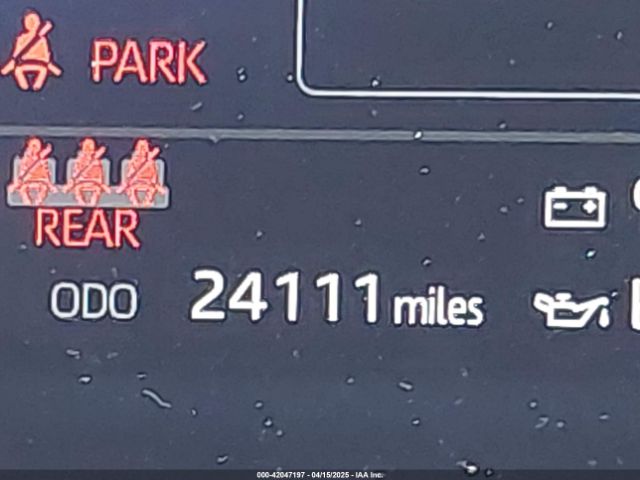 PARK
REAR
ODO 24111 miles
000-42047197 - 04/15/2025 - IAA Inc.